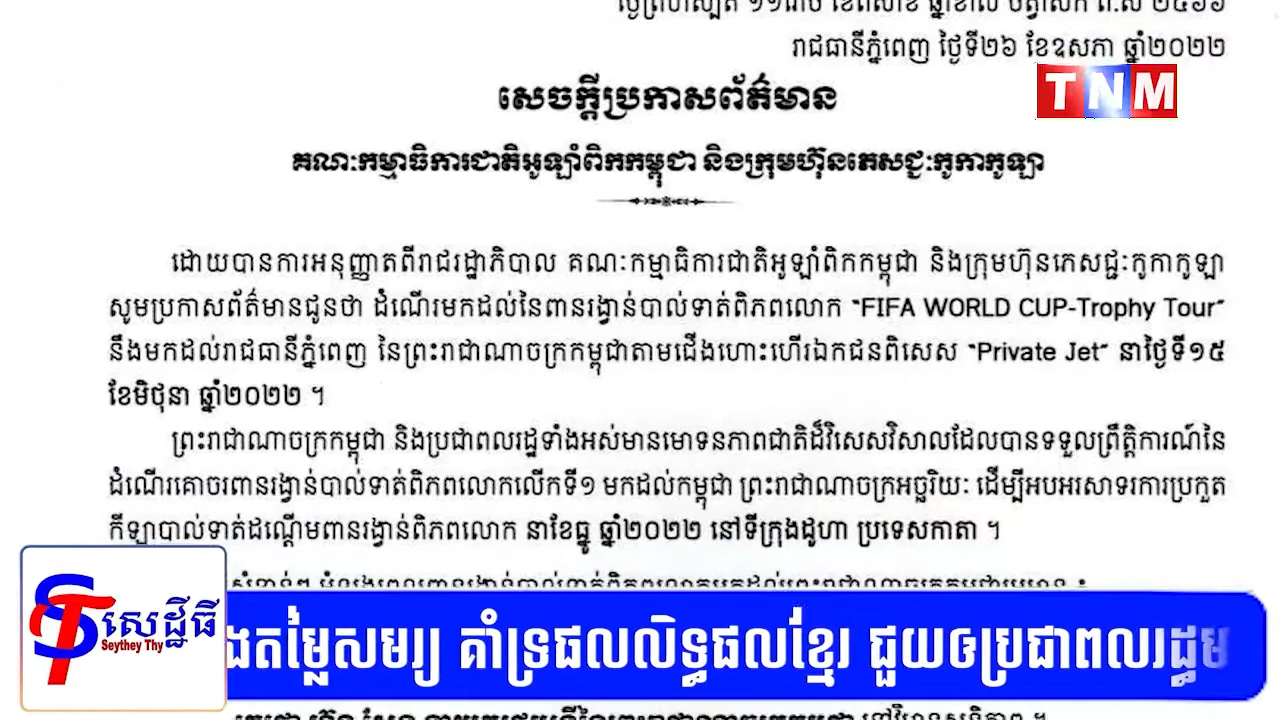 រាជធានីភ្នំពេញ ថ្ងៃទី២៦ ខែឧសភា ឆ្នាំ២០២២
TNM
សេចក្តីប្រកាសព័ត៌មាន
គណៈកម្មាធិការជាតិអូឡាំពិកកម្ពុជា និងក្រុមហ៊ុនភេសជ្ជៈកូកាកូឡា
ដោយបានការអនុញ្ញាតពីរាជរដ្ឋាភិបាល គណៈកម្មាធិការជាតិអូឡាំពិកកម្ពុជា និងក្រុមហ៊ុនភេសជ្ជៈកូកាកូឡា
សូមប្រកាសព័ត៌មានជូនថា ដំណើរមកដល់នៃពានរង្វាន់បាល់ទាត់ពិភពលោក "FIFA WORLD CUP-Trophy Tour"
នឹងមកដល់រាជធានីភ្នំពេញ នៃព្រះរាជាណាចក្រកម្ពុជាតាមជើងហោះហើរឯកជនពិសេស "Private Jet" នាថ្ងៃទី១៥
ខែមិថុនា ឆ្នាំ២០២២ ។
ព្រះរាជាណាចក្រកម្ពុជា និងប្រជាពលរដ្ឋទាំងអស់មានមោទនភាពជាតិដ៏វិសេសវិសាលដែលបានទទួលព្រឹត្តិការណ៍នៃ
ដំណើរគោចរពានរង្វាន់បាល់ទាត់ពិភពលោកលើកទី១ មកដល់កម្ពុជា ព្រះរាជាណាចក្រអច្ឆរិយៈ ដើម្បីអបអរសាទរការប្រកួត
កីឡាបាល់ទាត់ដណ្តើមពានរង្វាន់ពិភពលោក នាខែធ្នូ ឆ្នាំ២០២២ នៅទីក្រុងដូហា ប្រទេសកាតា ។
ST សេដ្ឋីធី
Seythey Thy
ងតម្លៃសមរ្យ គាំទ្រផលលិទ្ធផលខ្មែរ ជួយឲប្រជាពលរដ្ឋម